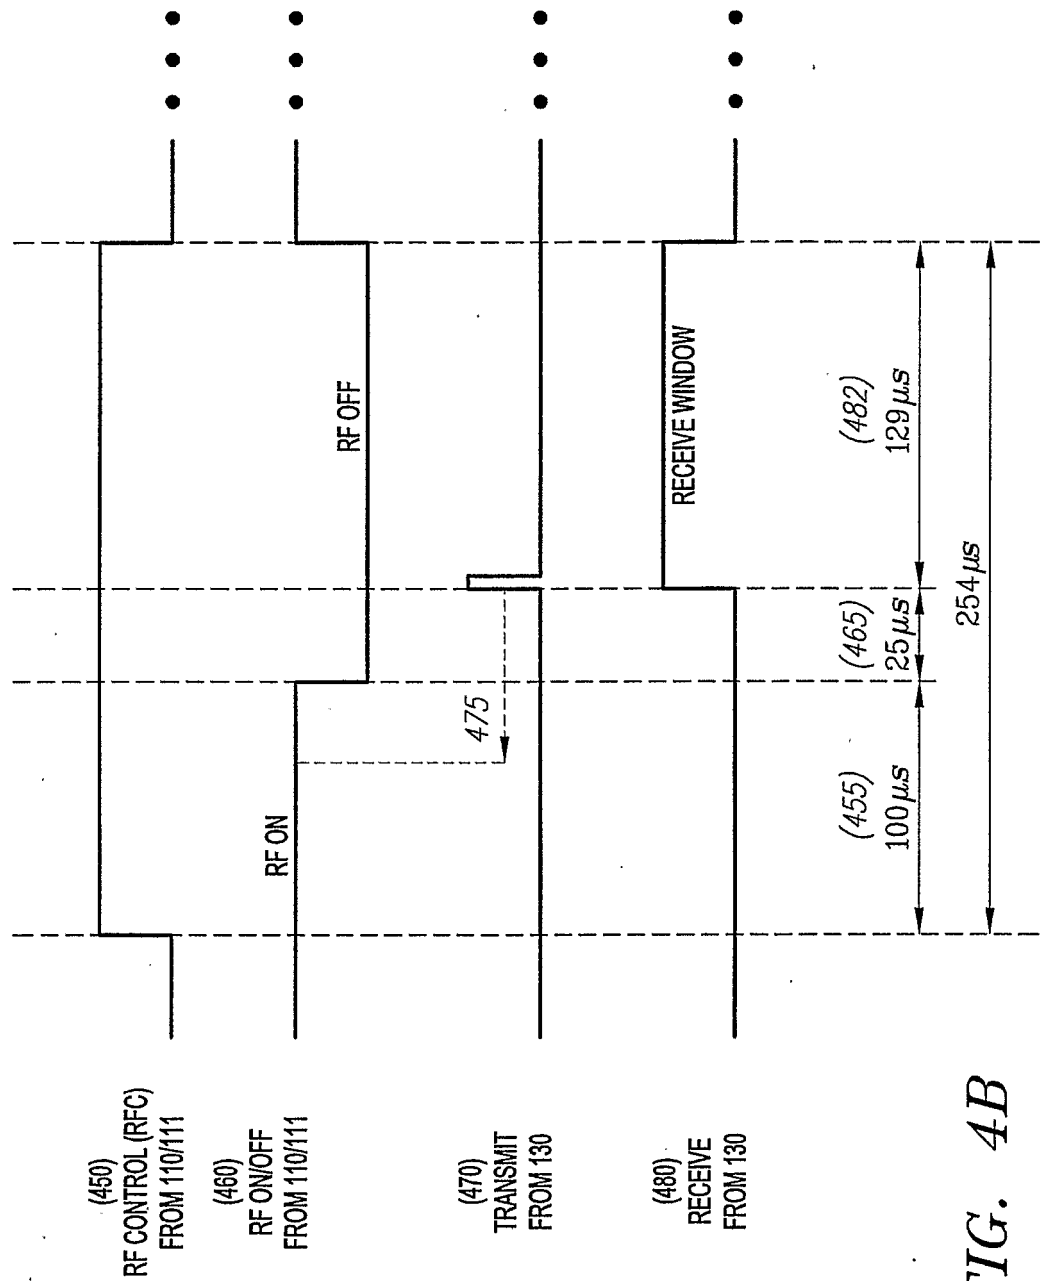 (450)
RF CONTROL (RFC)
FROM 110/111
(460)
RF ON/OFF
FROM 110/111
RF ON
RF OFF
(470)
TRANSMIT
FROM 130
475
(480)
RECEIVE
FROM 130
RECEIVE WINDOW
(455)
100µs
(465)
25µs
(482)
129µs
254µs
FIG. 4B